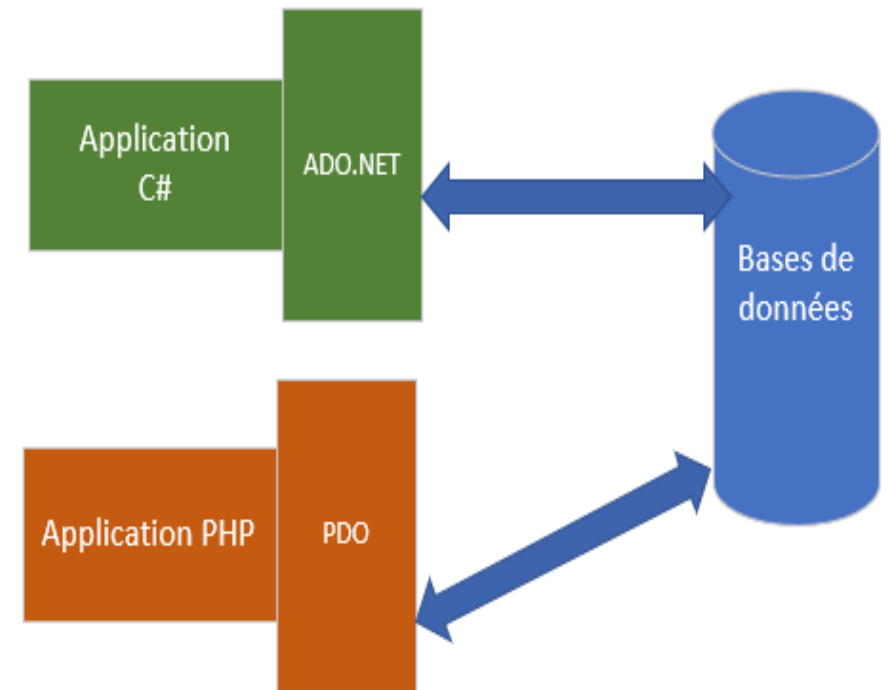 Application
C#
ADO.NET
Bases de
données
Application PHP
PDO